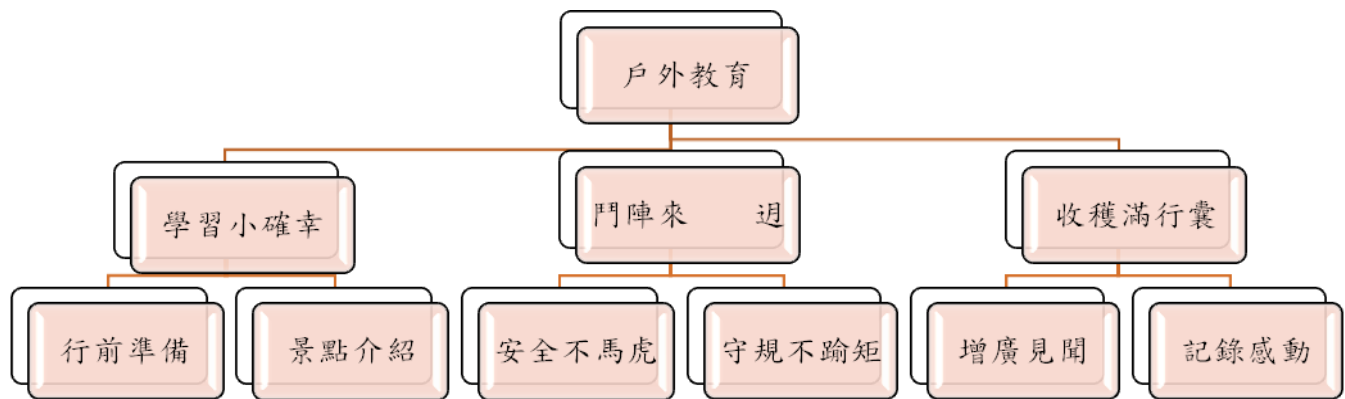 戶外教育
學習小確幸
鬥陣來 迌
收穫滿行囊
行前準備
景點介紹
安全不馬虎
守規不踰矩
增廣見聞
記錄感動